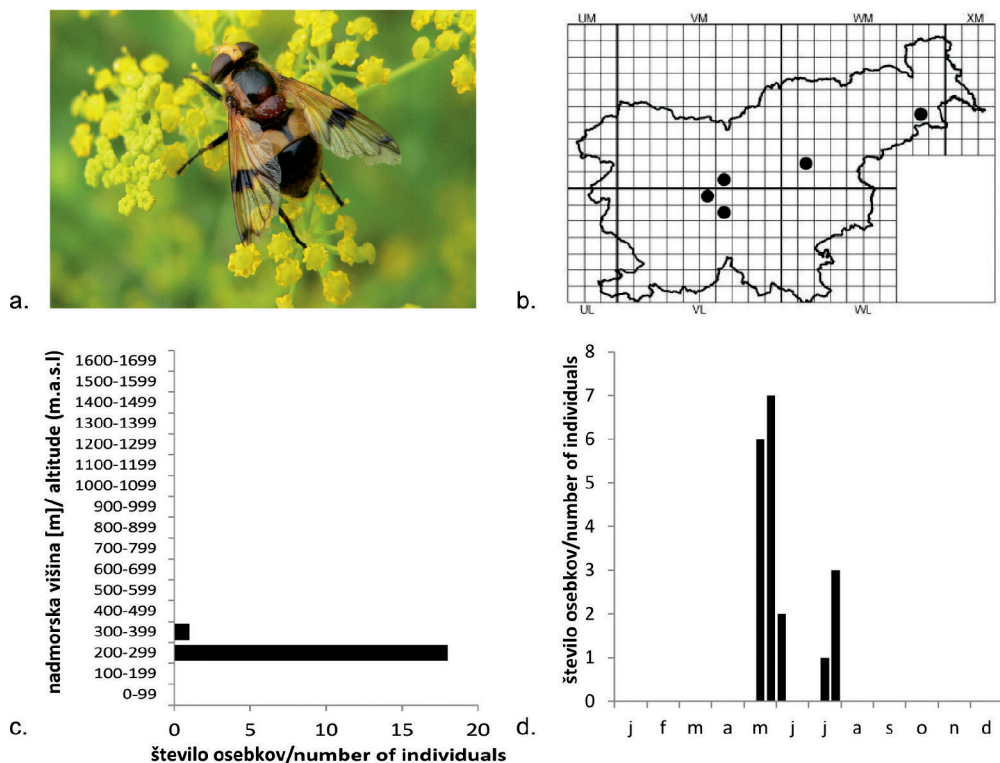 a.
b.
UM VM WM XM
UL VL WL
c.
nadmorska višina [m]/ altitude (m.a.s.l)
1600-1699
1500-1599
1400-1499
1300-1399
1200-1299
1100-1199
1000-1099
900-999
800-899
700-799
600-699
500-599
400-499
300-399
200-299
100-199
0-99
0 5 10 15 20
število osebkov/number of individuals
d.
število osebkov/number of individuals
8
7
6
5
4
3
2
1
0
j f m a m j j a s o n d